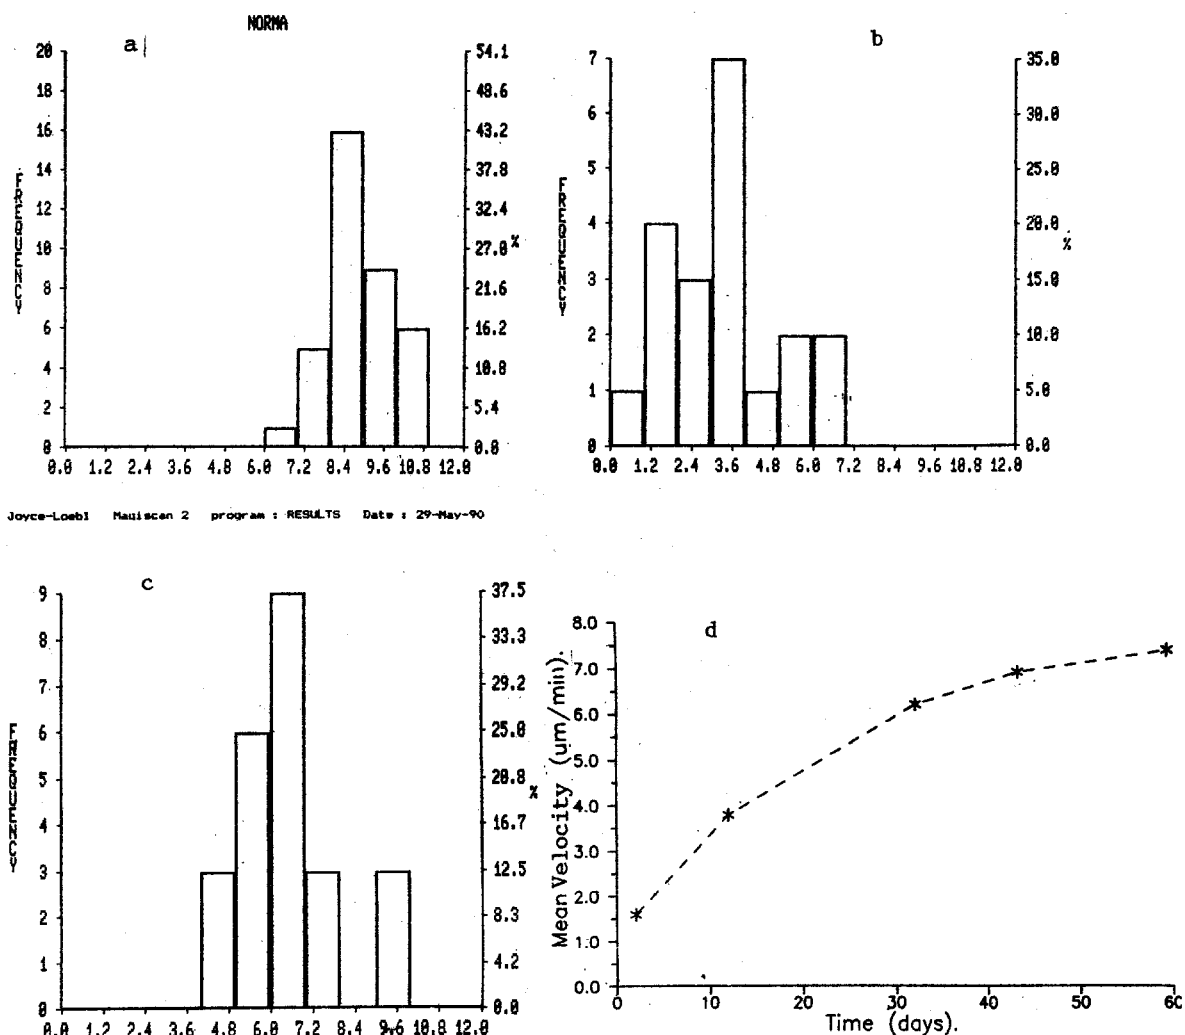 NORMA
a
20 54.1
18 48.6
16 43.2
14 37.8
12 32.4
10 27.0
8 21.6
6 16.2
4 10.8
2 5.4
0 0.0
FREQUENCY
%
0.0 1.2 2.4 3.6 4.8 6.0 7.2 8.4 9.6 10.8 12.0
b
7 35.0
6 30.0
5 25.0
4 20.0
3 15.0
2 10.0
1 5.0
0 0.0
FREQUENCY
%
0.0 1.2 2.4 3.6 4.8 6.0 7.2 8.4 9.6 10.8 12.0
Joyce-Loebl Magiscan 2 program : RESULTS Date : 29-May-90
c
9 37.5
8 33.3
7 29.2
6 25.0
5 20.8
4 16.7
3 12.5
2 8.3
1 4.2
0 0.0
FREQUENCY
%
0.0 1.2 2.4 3.6 4.8 6.0 7.2 8.4 9.6 10.8 12.0
d
8.0
7.0
6.0
5.0
4.0
3.0
2.0
1.0
0.0
Mean Velocity (um/min).
0 10 20 30 40 50 60
Time (days).